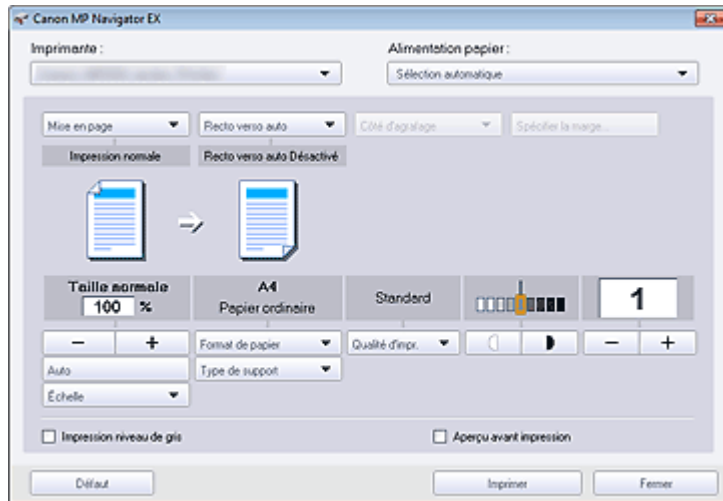 Canon MP Navigator EX
Imprimante :
Alimentation papier :
Sélection automatique
Mise en page
Recto verso auto
Côté d'agrafage
Spécifier la marge...
Impression normale
Recto verso auto Désactivé
Taille normale
100 %
A4
Papier ordinaire
Standard
1
− +
Format de papier
Qualité d'impr.
− +
Auto
Type de support
Échelle
Impression niveau de gris
Aperçu avant impression
Défaut
Imprimer
Fermer